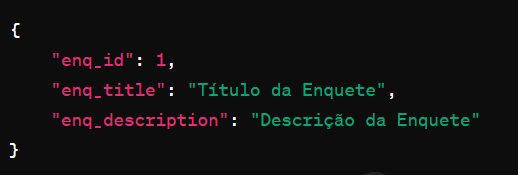 {
"enq_id": 1,
"enq_title": "Título da Enquete",
"enq_description": "Descrição da Enquete"
}